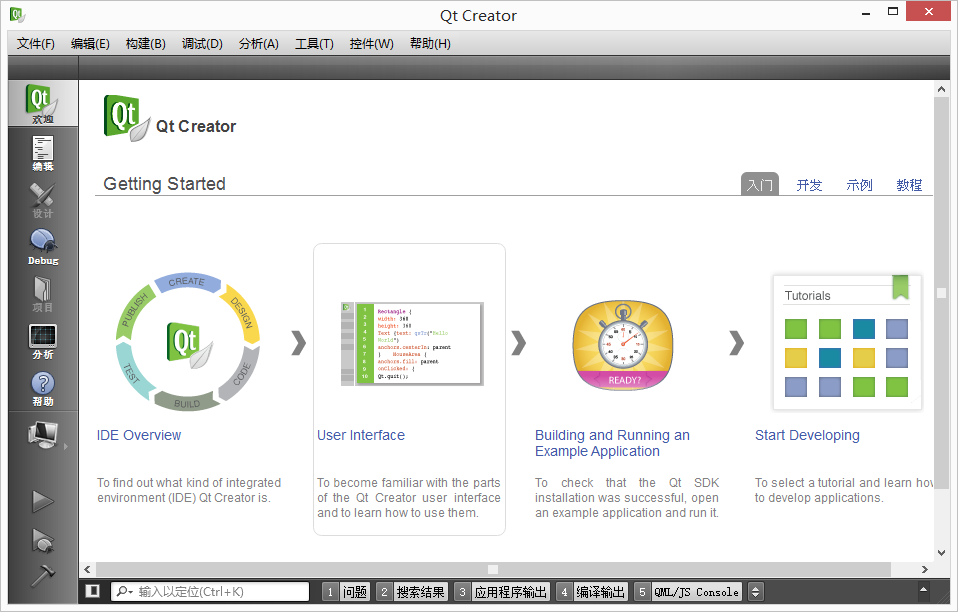 Qt Creator
文件(F) 编辑(E) 构建(B) 调试(D) 分析(A) 工具(T) 控件(W) 帮助(H)
Qt
欢迎
编辑
设计
Debug
项目
分析
帮助
Qt Qt Creator
Getting Started
入门 开发 示例 教程
CREATE
DESIGN
CODE
BUILD
TEST
PUBLISH
Qt
IDE Overview
To find out what kind of integrated
environment (IDE) Qt Creator is.
1 Rectangle {
2 width: 360
3 height: 360
4 Text {text: qsTr("Hello
5 World")
6 anchors.centerIn: parent
7 } MouseArea {
8 anchors.fill: parent
9 onClicked: {
10 Qt.quit();
User Interface
To become familiar with the parts
of the Qt Creator user interface
and to learn how to use them.
READY?
Building and Running an
Example Application
To check that the Qt SDK
installation was successful, open
an example application and run it.
Tutorials
Start Developing
To select a tutorial and learn how
to develop applications.
输入以定位(Ctrl+K) 1 问题 2 搜索结果 3 应用程序输出 4 编译输出 5 QML/JS Console